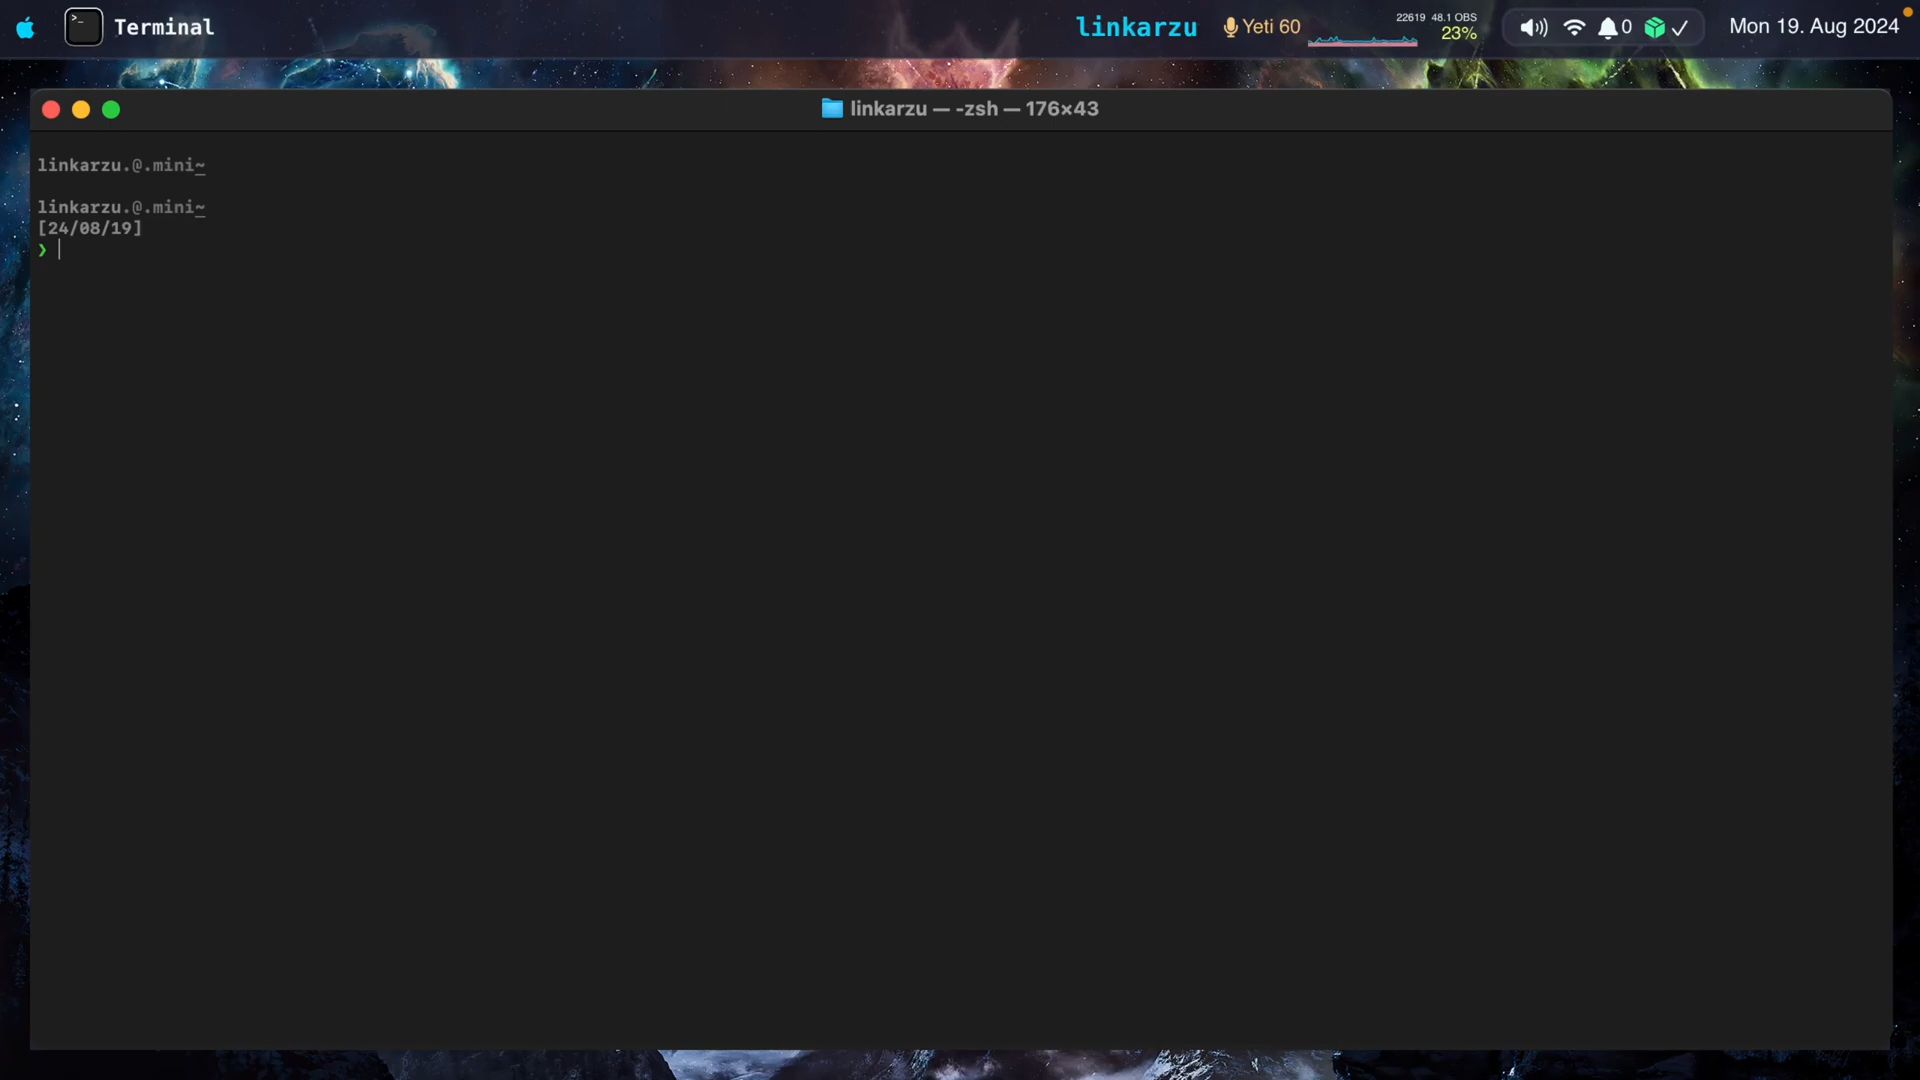 Terminal
linkarzu
Yeti 60
22619 48.1 OBS
23%
0
Mon 19. Aug 2024
linkarzu — -zsh — 176×43
linkarzu.@.mini~
linkarzu.@.mini~
[24/08/19]
❯